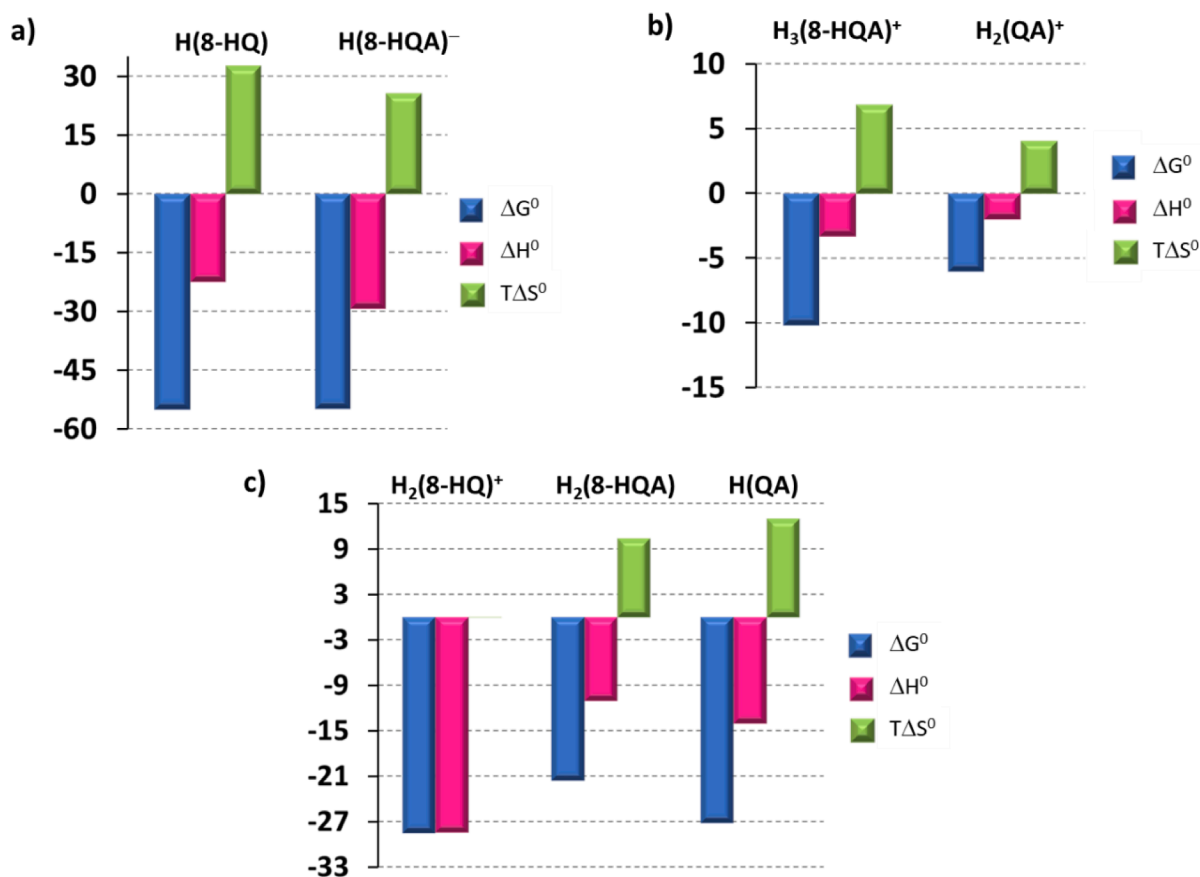 a)
H(8-HQ) H(8-HQA)⁻
30
15
0
-15
-30
-45
-60
ΔG⁰
ΔH⁰
TΔS⁰
b)
H₃(8-HQA)⁺ H₂(QA)⁺
10
5
0
-5
-10
-15
ΔG⁰
ΔH⁰
TΔS⁰
c)
H₂(8-HQ)⁺ H₂(8-HQA) H(QA)
15
9
3
-3
-9
-15
-21
-27
-33
ΔG⁰
ΔH⁰
TΔS⁰